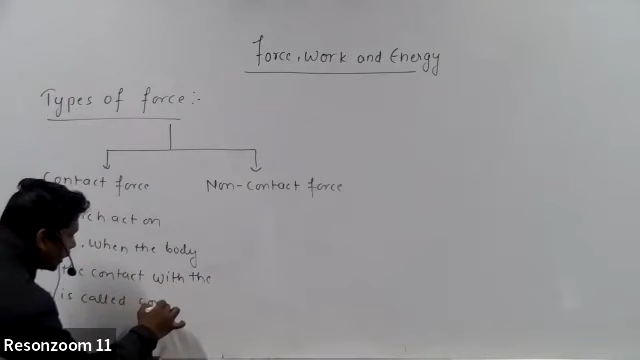 Force, Work and Energy
Types of force :-
Contact force
Non-Contact force
act on
, when the body
the contact with the
is called
Resonzoom 11